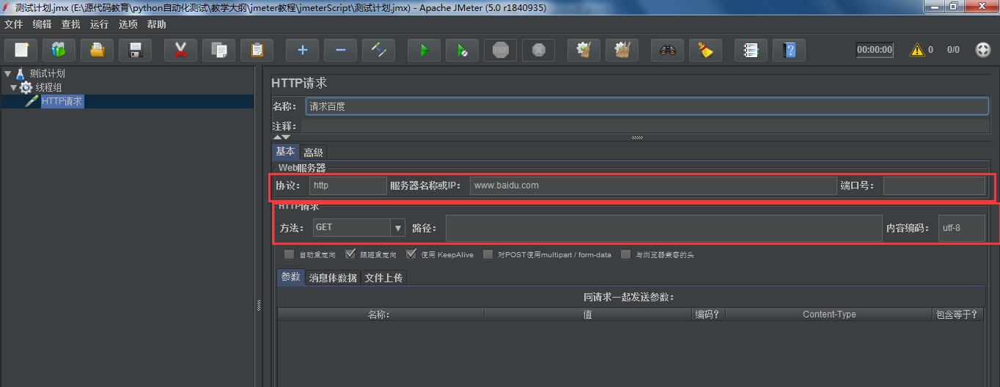 测试计划.jmx (E:\源代码教育\python自动化测试\教学大纲\jmeter教程\jmeterScript\测试计划.jmx) - Apache JMeter (5.0 r1840935)
文件 编辑 查找 运行 选项 帮助
STOP 00:00:00 0 0/0
测试计划
线程组
HTTP请求
HTTP请求
名称： 请求百度
注释：
基本 高级
Web服务器
协议： http 服务器名称或IP： www.baidu.com 端口号：
HTTP请求
方法： GET 路径： 内容编码： utf-8
自动重定向 跟随重定向 使用 KeepAlive 对POST使用multipart / form-data 与浏览器兼容的头
参数 消息体数据 文件上传
同请求一起发送参数：
名称： 值 编码？ Content-Type 包含等于？